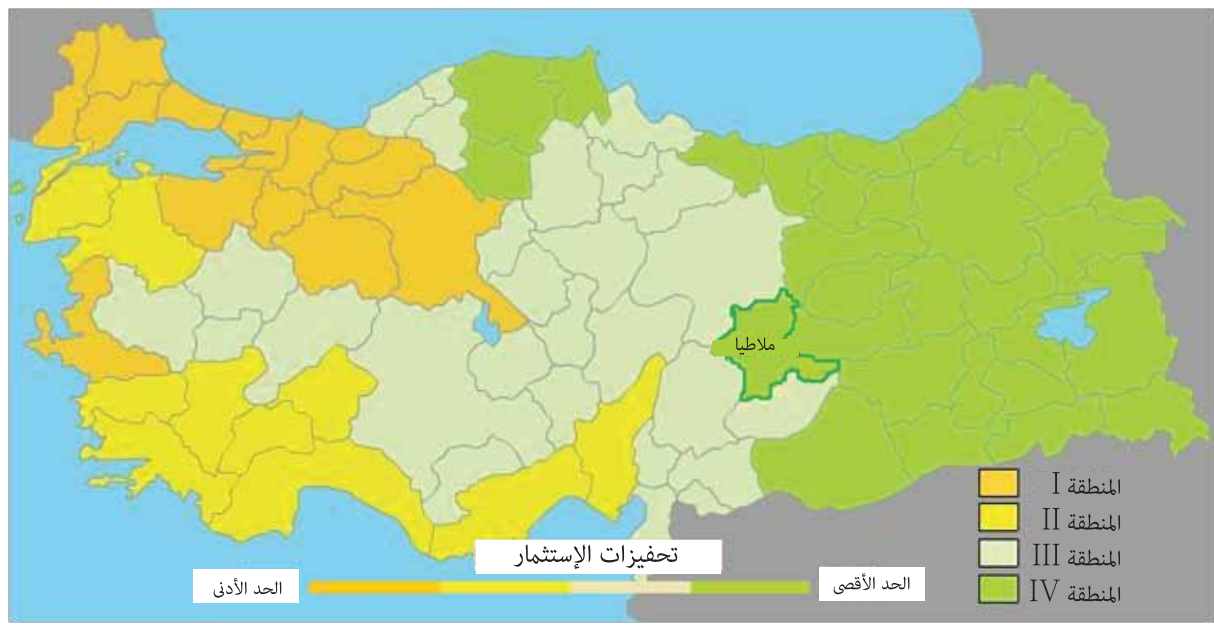 ملاطيا
المنطقة I
المنطقة II
المنطقة III
المنطقة IV
تحفيزات الإستثمار
الحد الأقصى
الحد الأدنى